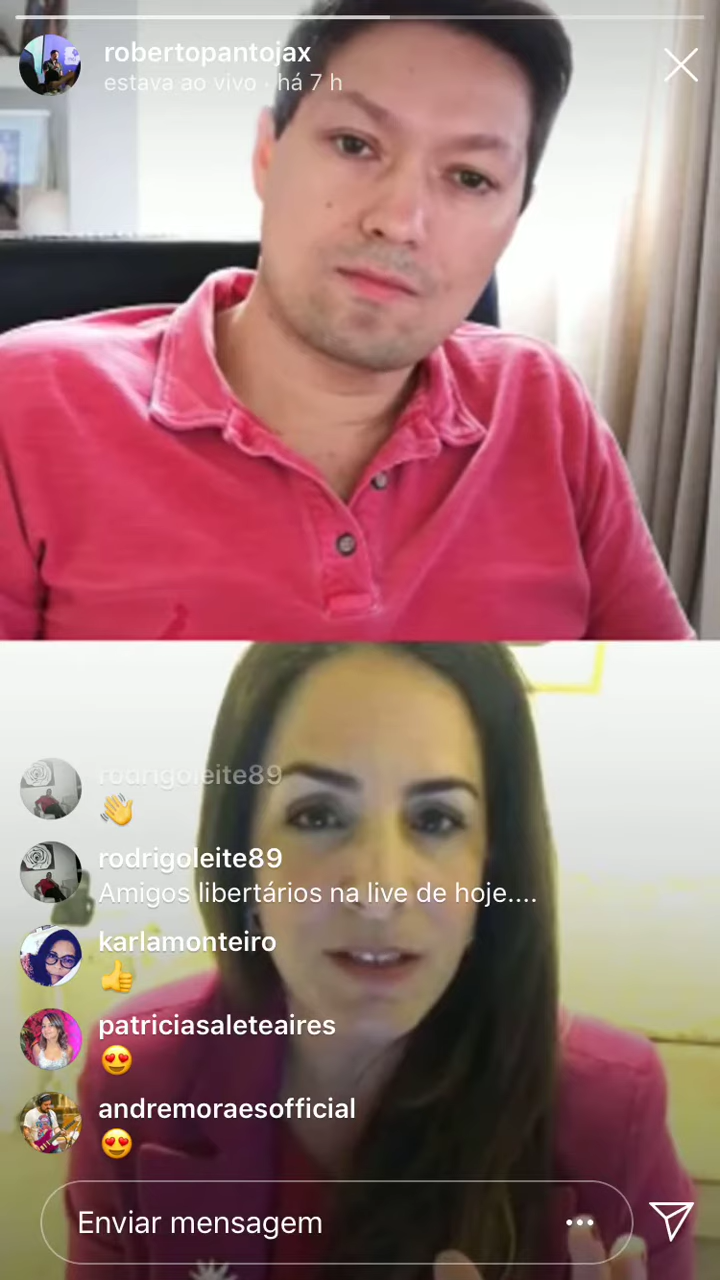 robertopantojax
estava ao vivo · há 7 h
rodrigoleite89
👋
rodrigoleite89
Amigos libertários na live de hoje....
karlamonteiro
👍
patriciasaleteaires
😍
andremoraesofficial
😍
Enviar mensagem